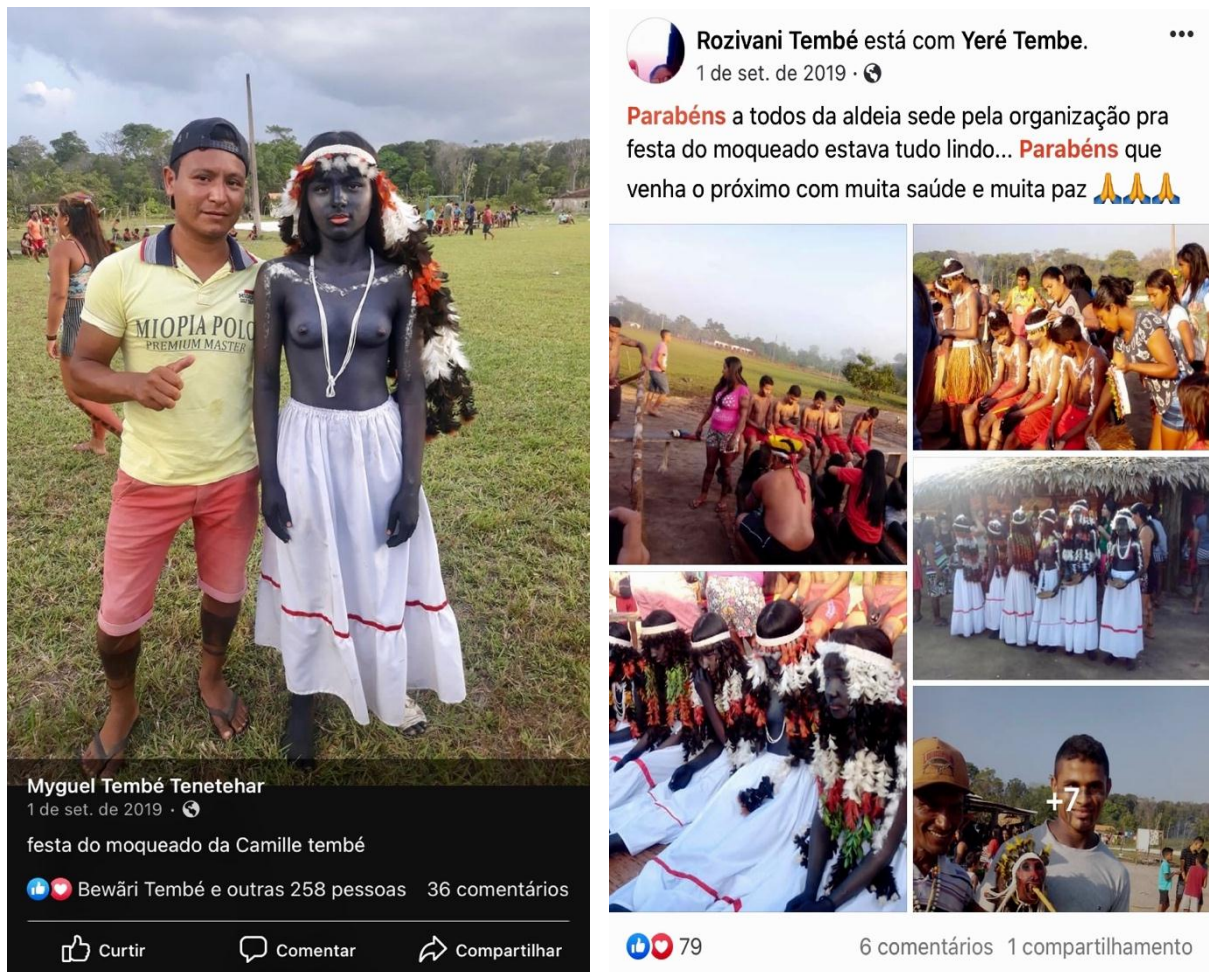 MIOPIA POLO
PREMIUM MASTER
Myguel Tembé Tenetehar
1 de set. de 2019 ·
festa do moqueado da Camille tembé
Bewãri Tembé e outras 258 pessoas 36 comentários
Curtir Comentar Compartilhar
Rozivani Tembé está com Yeré Tembe.
1 de set. de 2019 ·
Parabéns a todos da aldeia sede pela organização pra
festa do moqueado estava tudo lindo... Parabéns que
venha o próximo com muita saúde e muita paz 🙏🙏🙏
+7
79 6 comentários 1 compartilhamento